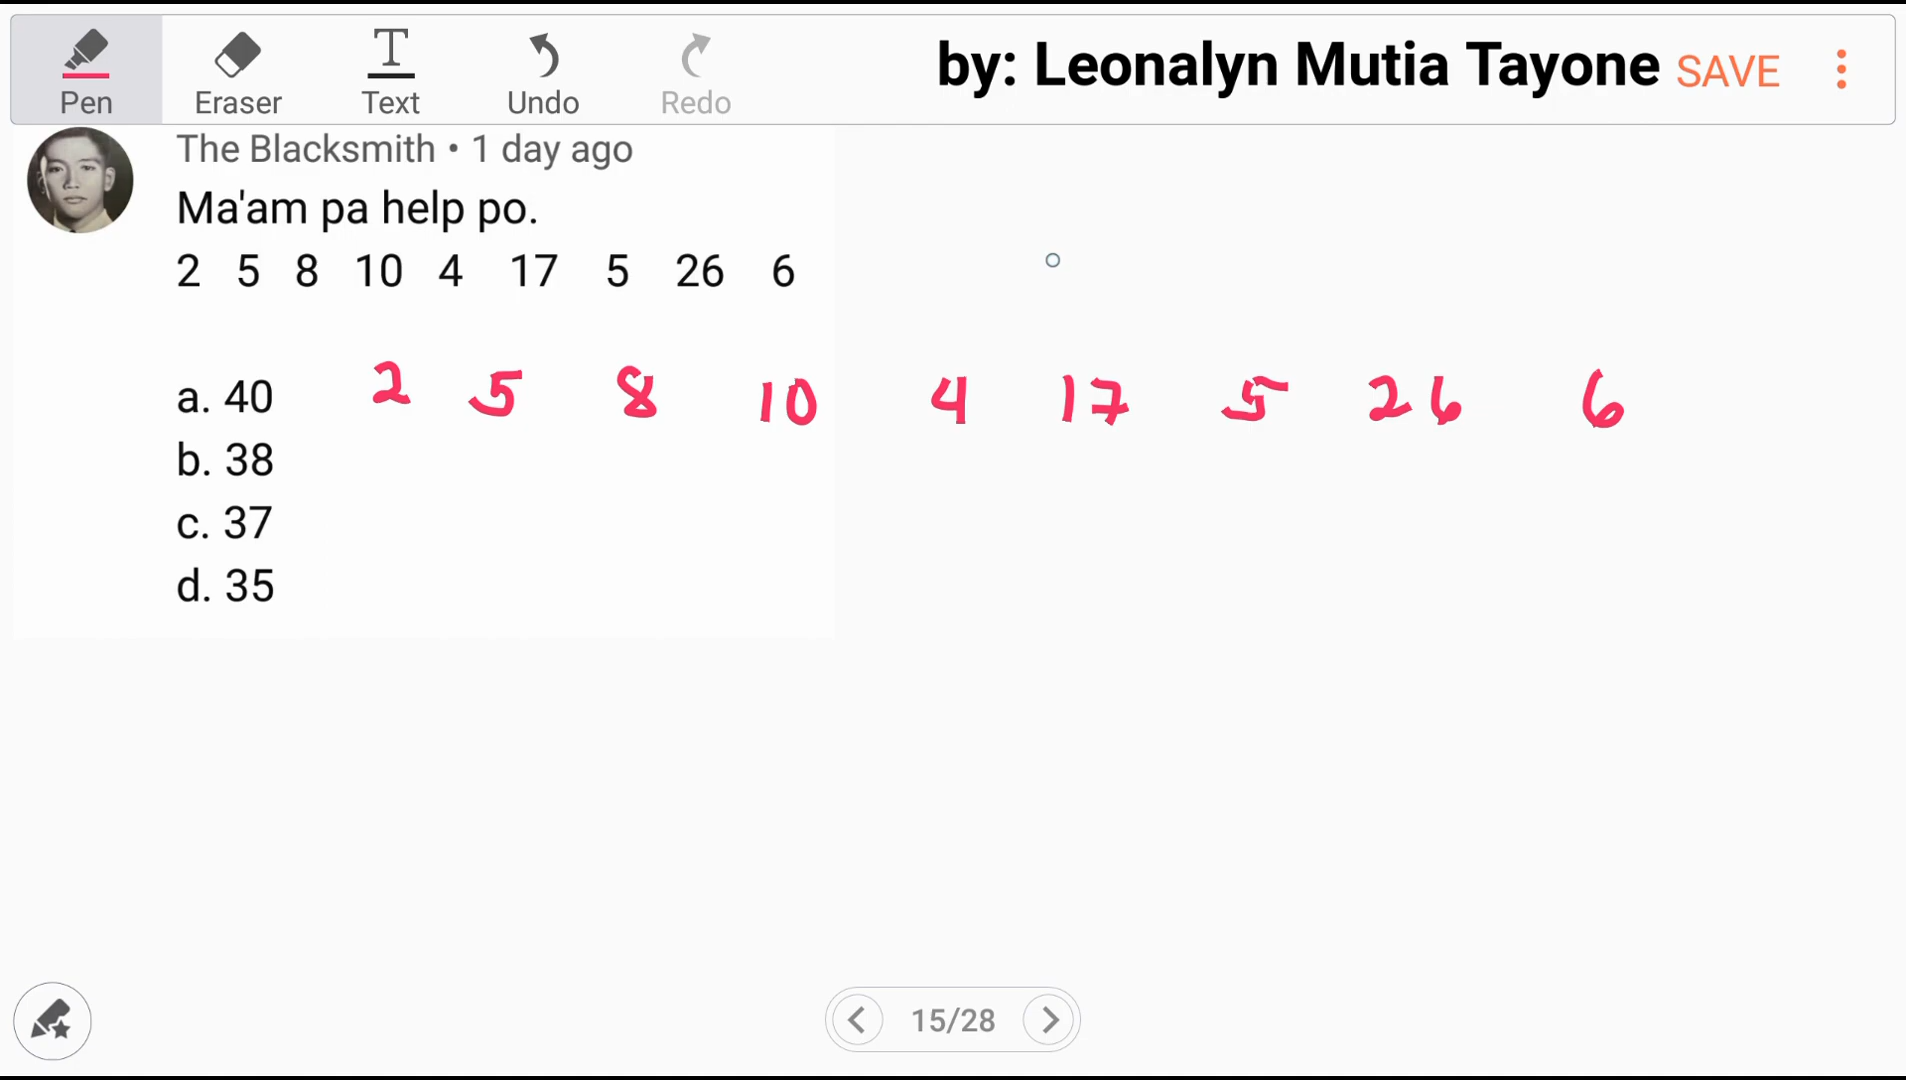 Pen Eraser Text Undo Redo by: Leonalyn Mutia Tayone SAVE
The Blacksmith • 1 day ago
Ma'am pa help po.
2 5 8 10 4 17 5 26 6
a. 40 2 5 8 10 4 17 5 26 6
b. 38
c. 37
d. 35
15/28